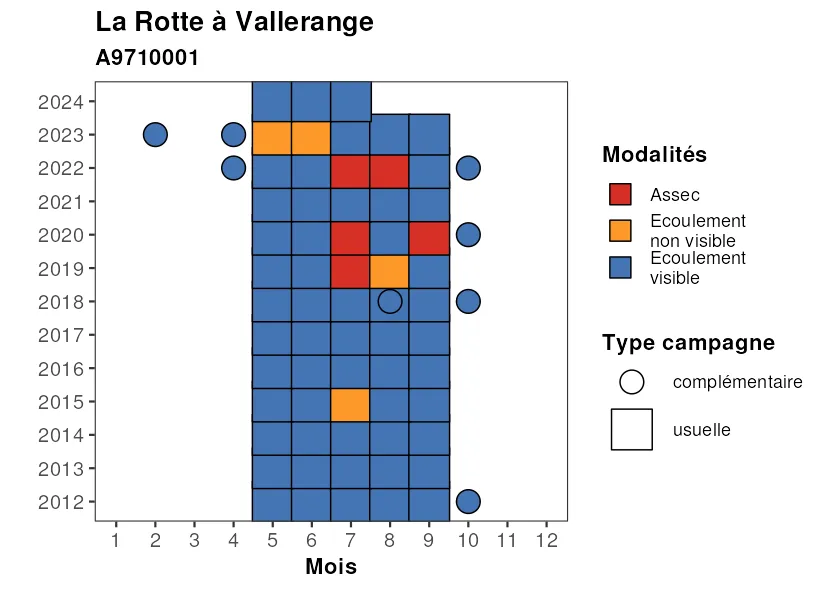 La Rotte à Vallerange
A9710001
2024
2023
2022
2021
2020
2019
2018
2017
2016
2015
2014
2013
2012
1 2 3 4 5 6 7 8 9 10 11 12
Mois
Modalités
Assec
Ecoulement
non visible
Ecoulement
visible
Type campagne
complémentaire
usuelle